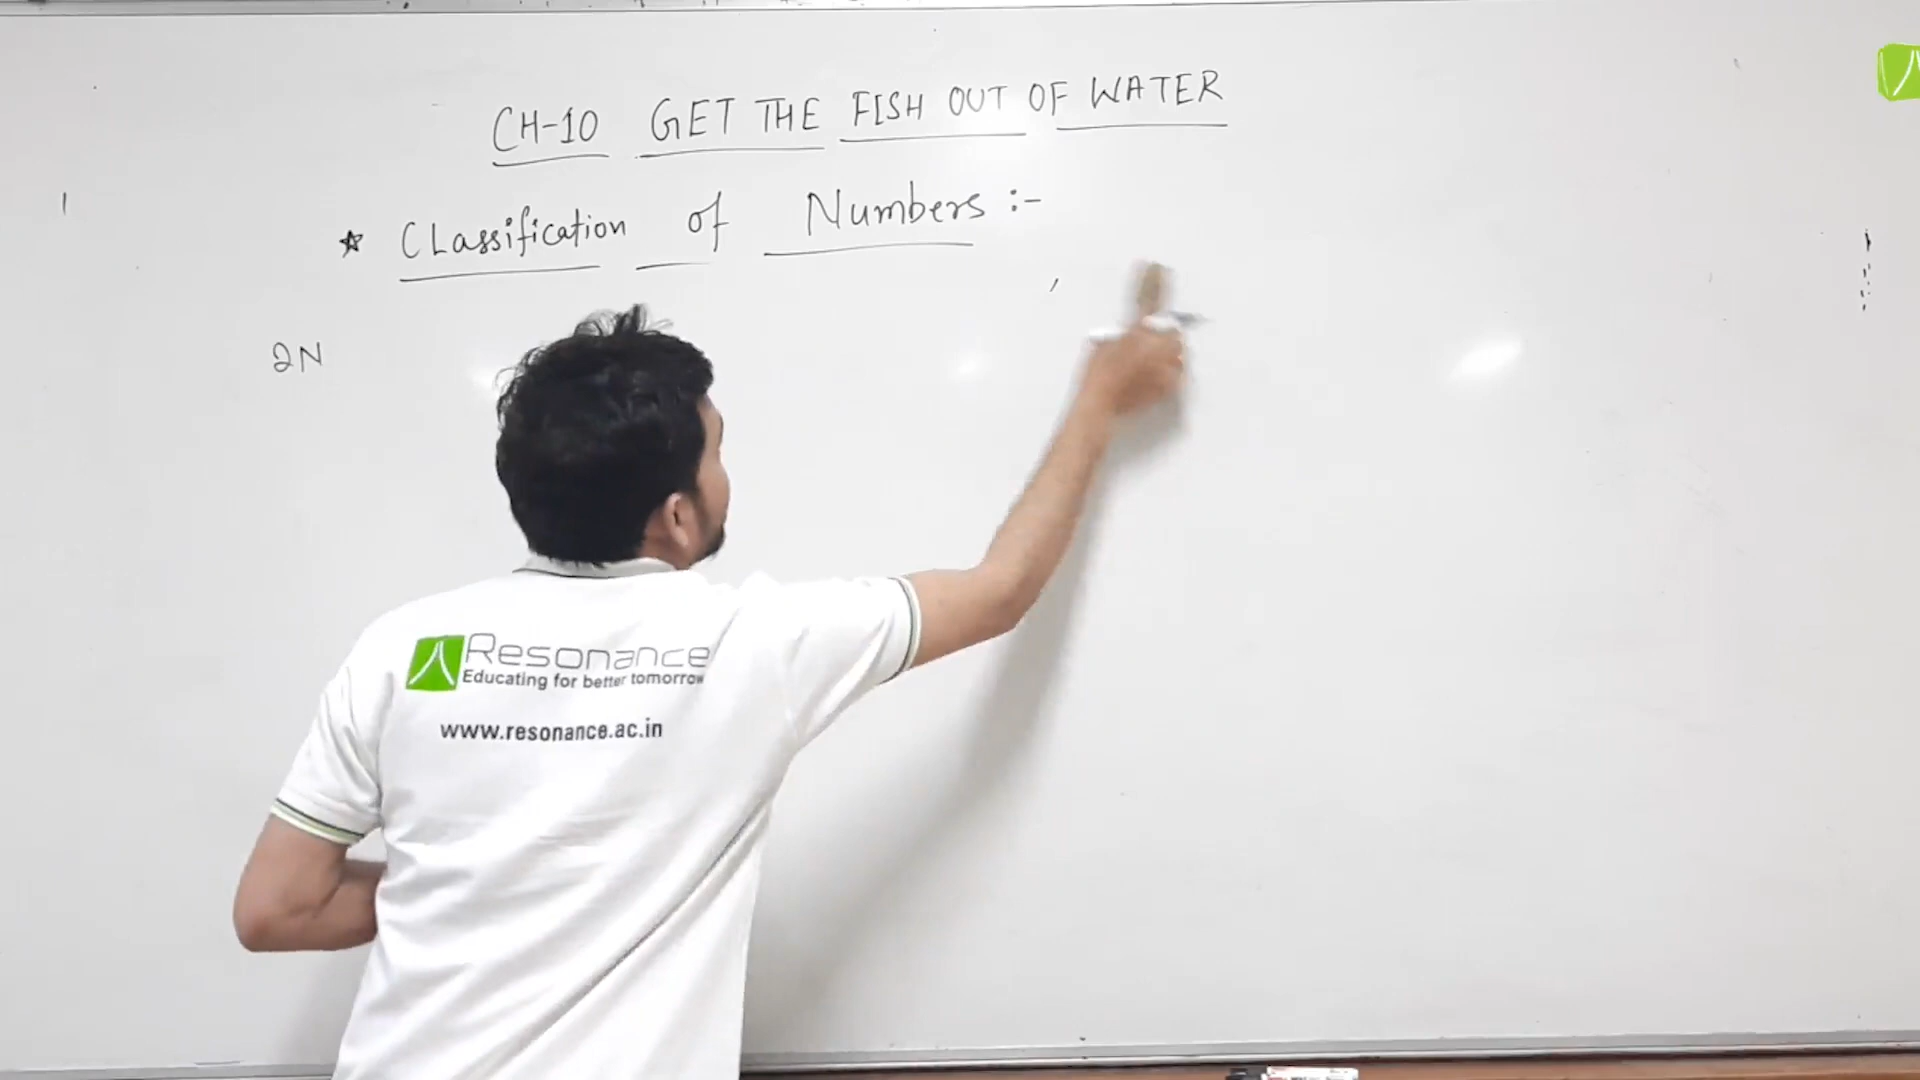 CH-10 GET THE FISH OUT OF WATER
* Classification of Numbers :-
2N
Resonance
Educating for better tomorrow
www.resonance.ac.in